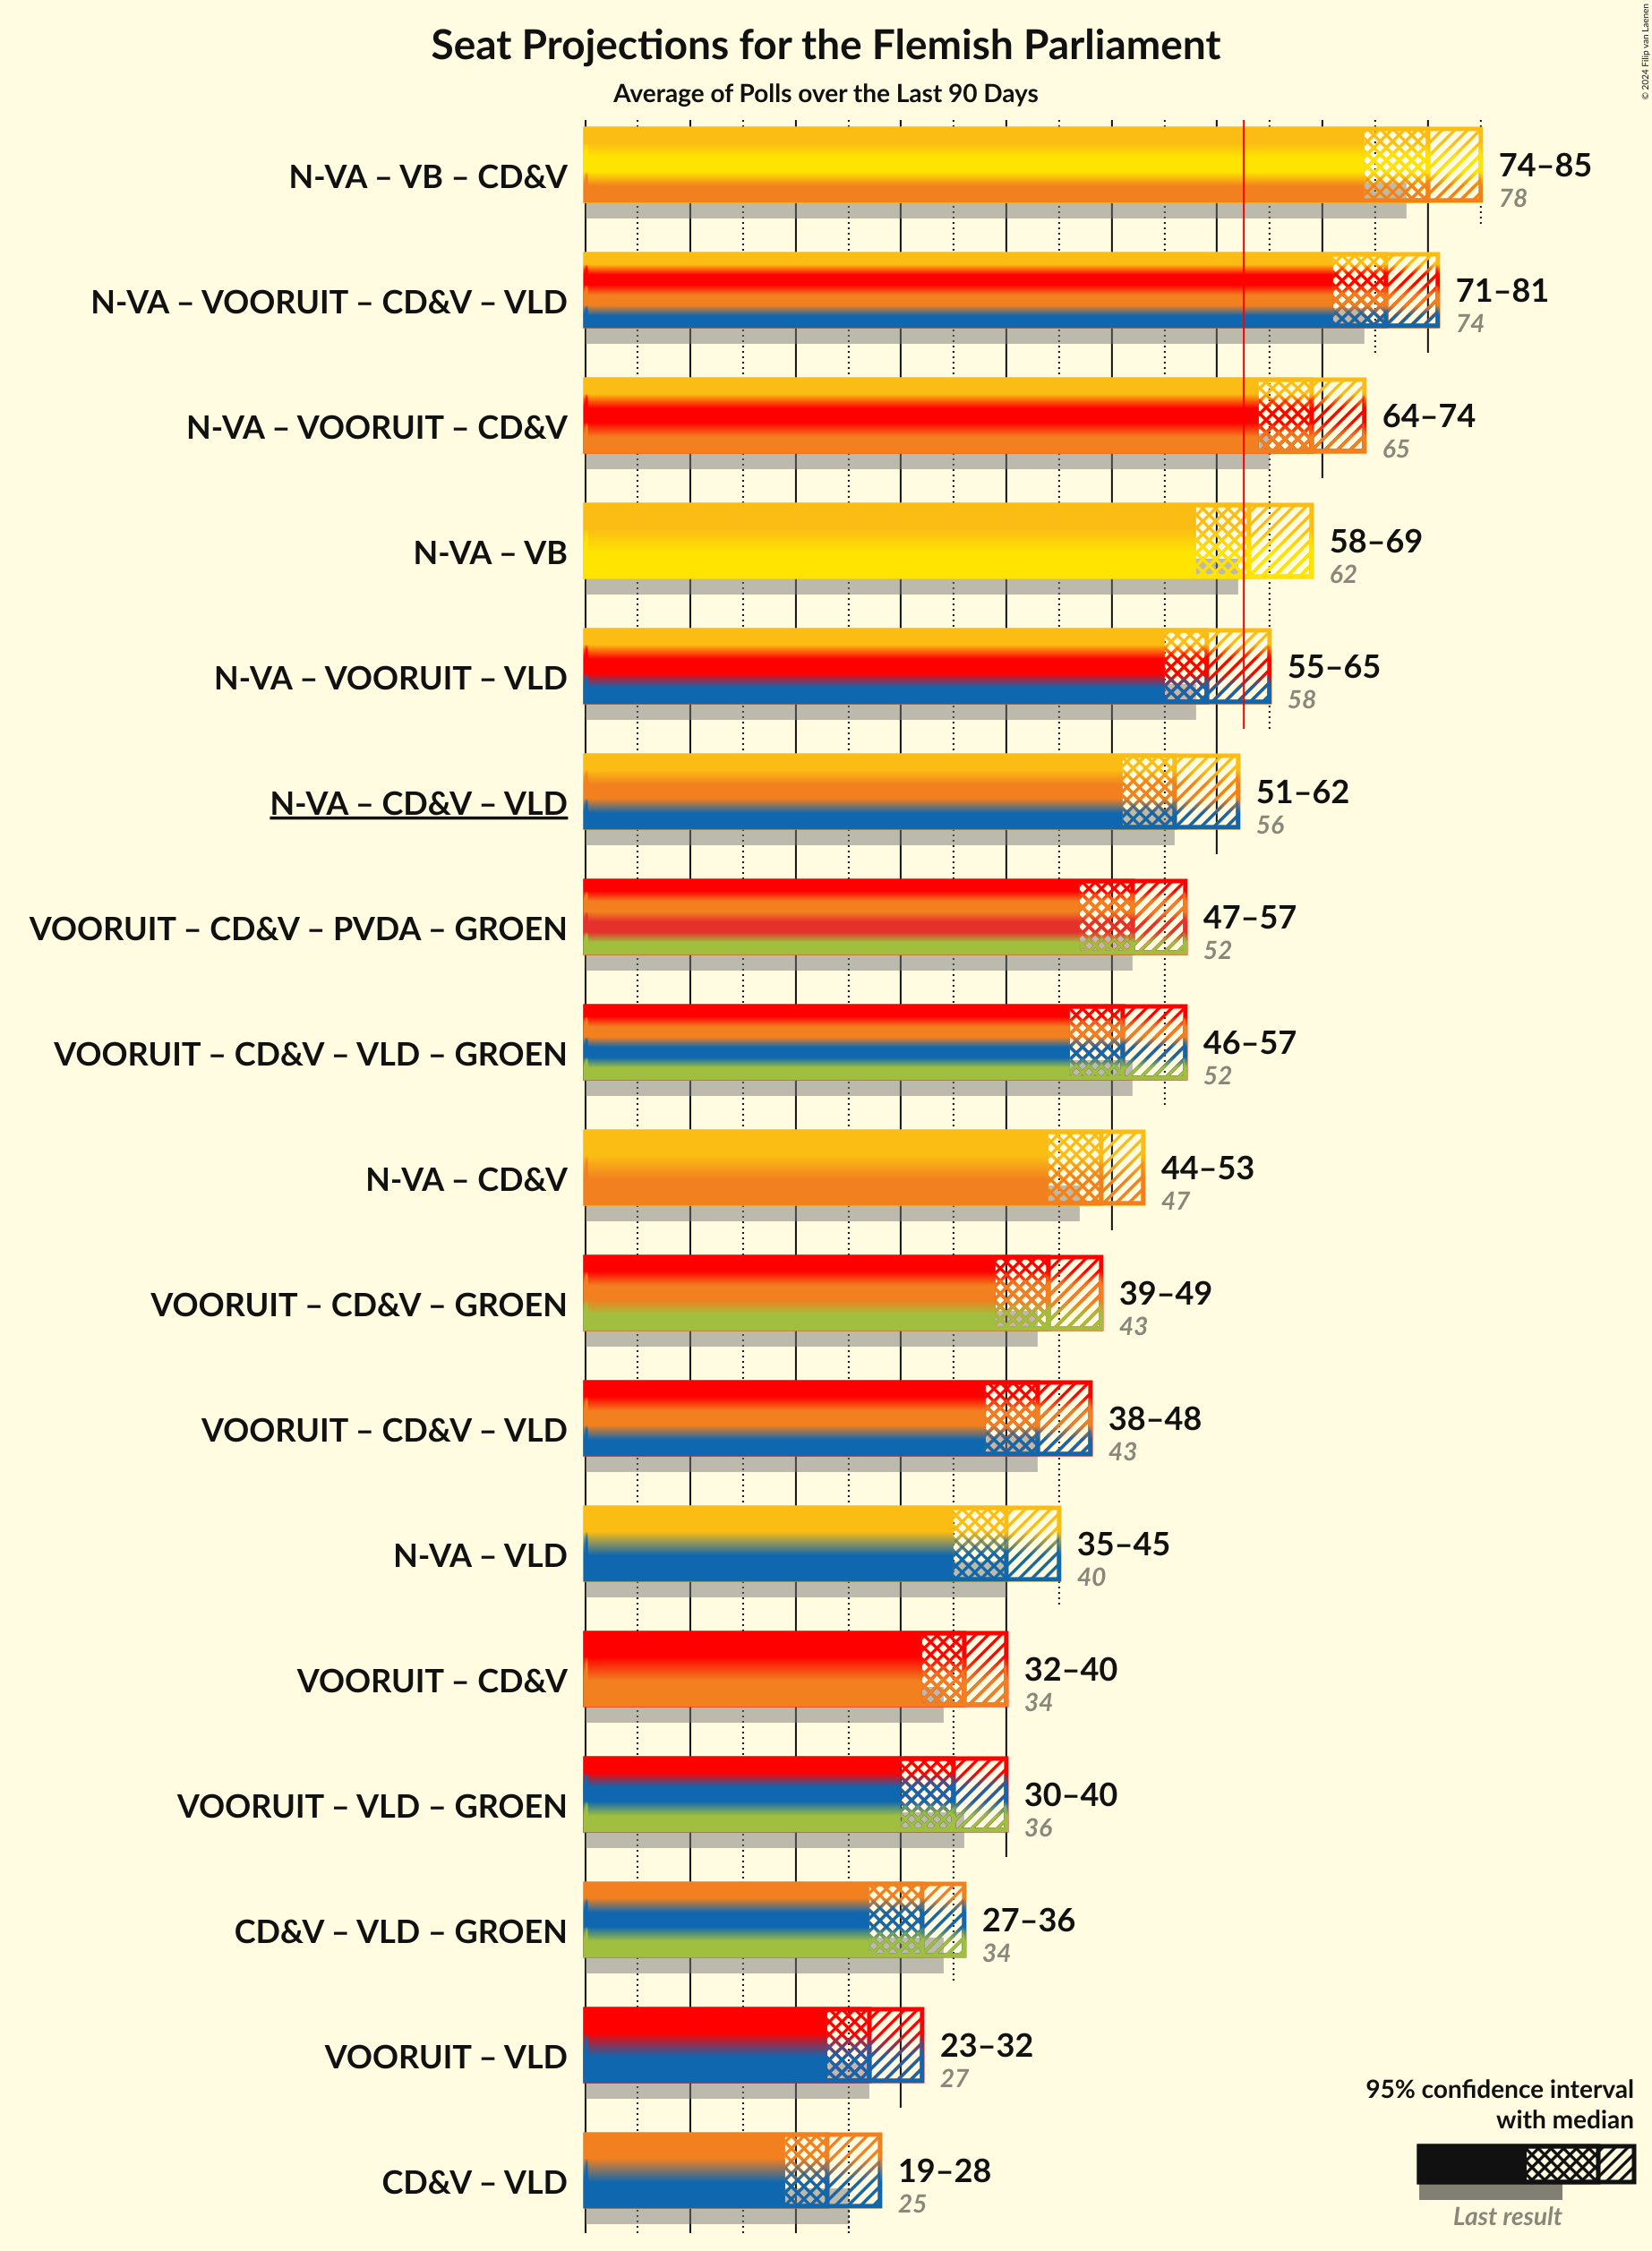 © 2024 Filip van Laenen
Seat Projections for the Flemish Parliament
Average of Polls over the Last 90 Days
N-VA – VB – CD&V
74–85
78
N-VA – VOORUIT – CD&V – VLD
71–81
74
N-VA – VOORUIT – CD&V
64–74
65
N-VA – VB
58–69
62
N-VA – VOORUIT – VLD
55–65
58
N-VA – CD&V – VLD
51–62
56
VOORUIT – CD&V – PVDA – GROEN
47–57
52
VOORUIT – CD&V – VLD – GROEN
46–57
52
N-VA – CD&V
44–53
47
VOORUIT – CD&V – GROEN
39–49
43
VOORUIT – CD&V – VLD
38–48
43
N-VA – VLD
35–45
40
VOORUIT – CD&V
32–40
34
VOORUIT – VLD – GROEN
30–40
36
CD&V – VLD – GROEN
27–36
34
VOORUIT – VLD
23–32
27
CD&V – VLD
19–28
25
95% confidence interval
with median
Last result